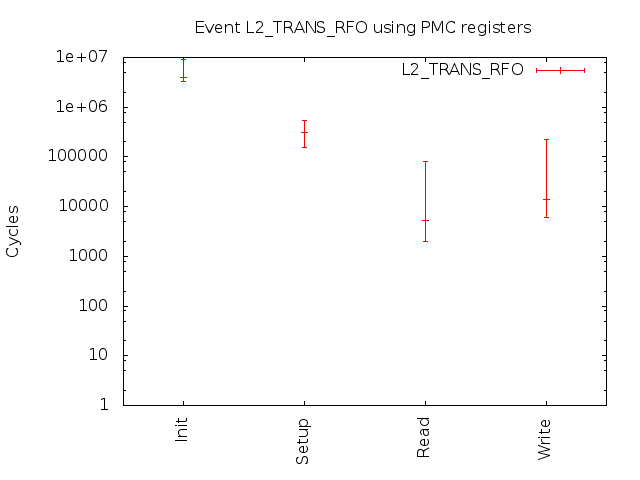 Event L2_TRANS_RFO using PMC registers
L2_TRANS_RFO
Cycles
1e+07
1e+06
100000
10000
1000
100
10
1
Init
Setup
Read
Write